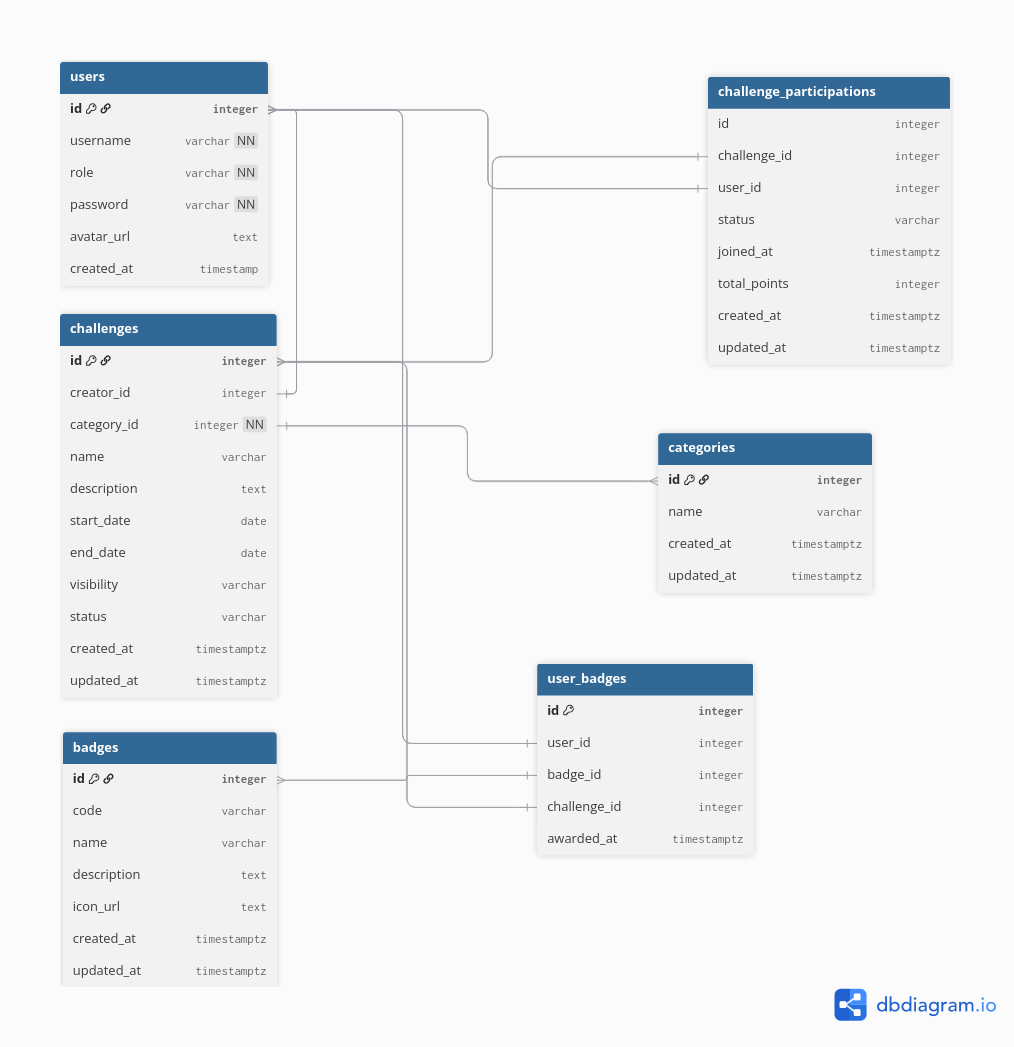 users
id integer
username varchar NN
role varchar NN
password varchar NN
avatar_url text
created_at timestamp
challenge_participations
id integer
challenge_id integer
user_id integer
status varchar
joined_at timestamptz
total_points integer
created_at timestamptz
updated_at timestamptz
challenges
id integer
creator_id integer
category_id integer NN
name varchar
description text
start_date date
end_date date
visibility varchar
status varchar
created_at timestamptz
updated_at timestamptz
categories
id integer
name varchar
created_at timestamptz
updated_at timestamptz
user_badges
id integer
user_id integer
badge_id integer
challenge_id integer
awarded_at timestamptz
badges
id integer
code varchar
name varchar
description text
icon_url text
created_at timestamptz
updated_at timestamptz
dbdiagram.io